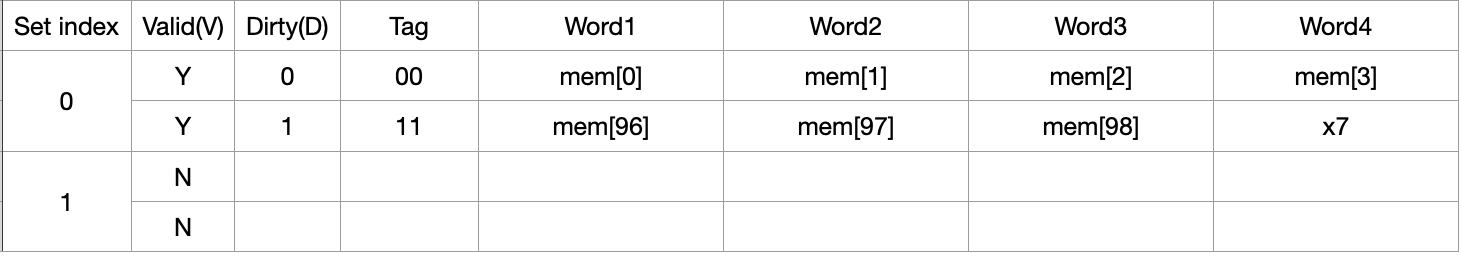 Set index Valid(V) Dirty(D) Tag Word1 Word2 Word3 Word4
0
Y 0 00 mem[0] mem[1] mem[2] mem[3]
Y 1 11 mem[96] mem[97] mem[98] x7
1
N
N